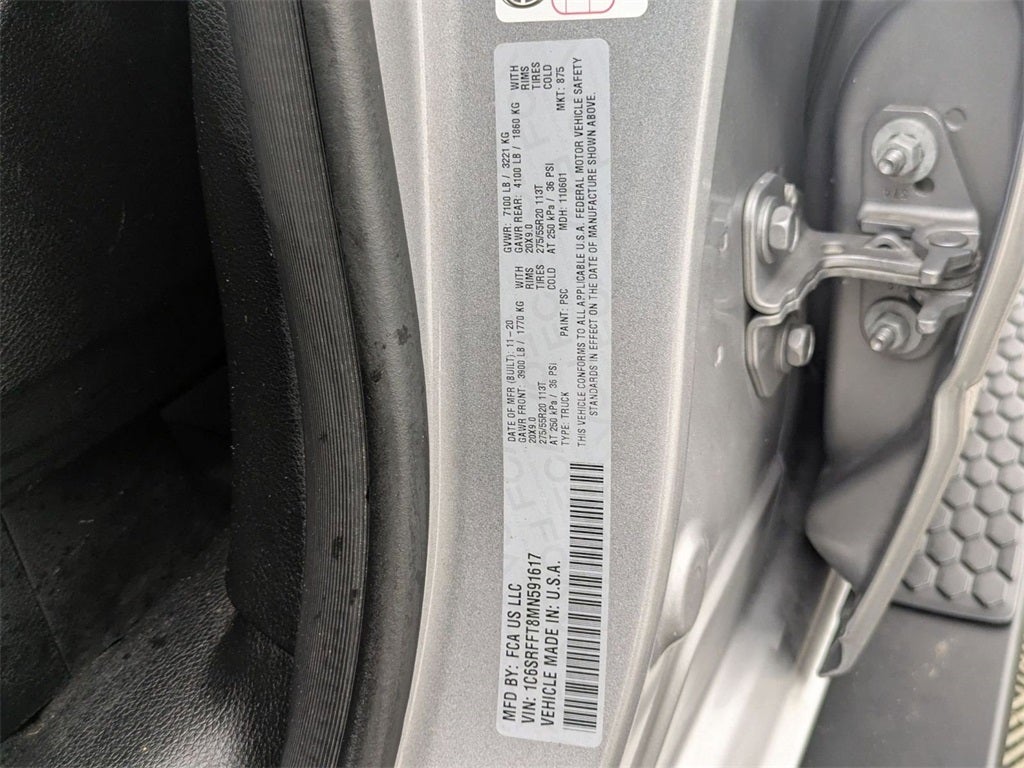 MFD BY: FCA US LLC
DATE OF MFR (BUILT): 11-20
GVWR: 7100 LB / 3221 KG
GAWR FRONT: 3900 LB / 1770 KG WITH
GAWR REAR: 4100 LB / 1860 KG WITH
20X9.0 RIMS
20X9.0 RIMS
275/55R20 113T TIRES
275/55R20 113T TIRES
AT 250 kPa / 36 PSI COLD
AT 250 kPa / 36 PSI COLD
VIN: 1C6SRFFT8MN591617
TYPE: TRUCK PAINT: PSC MDH: 110601 MKT: 875
VEHICLE MADE IN: U.S.A.
THIS VEHICLE CONFORMS TO ALL APPLICABLE U.S.A. FEDERAL MOTOR VEHICLE SAFETY
STANDARDS IN EFFECT ON THE DATE OF MANUFACTURE SHOWN ABOVE.